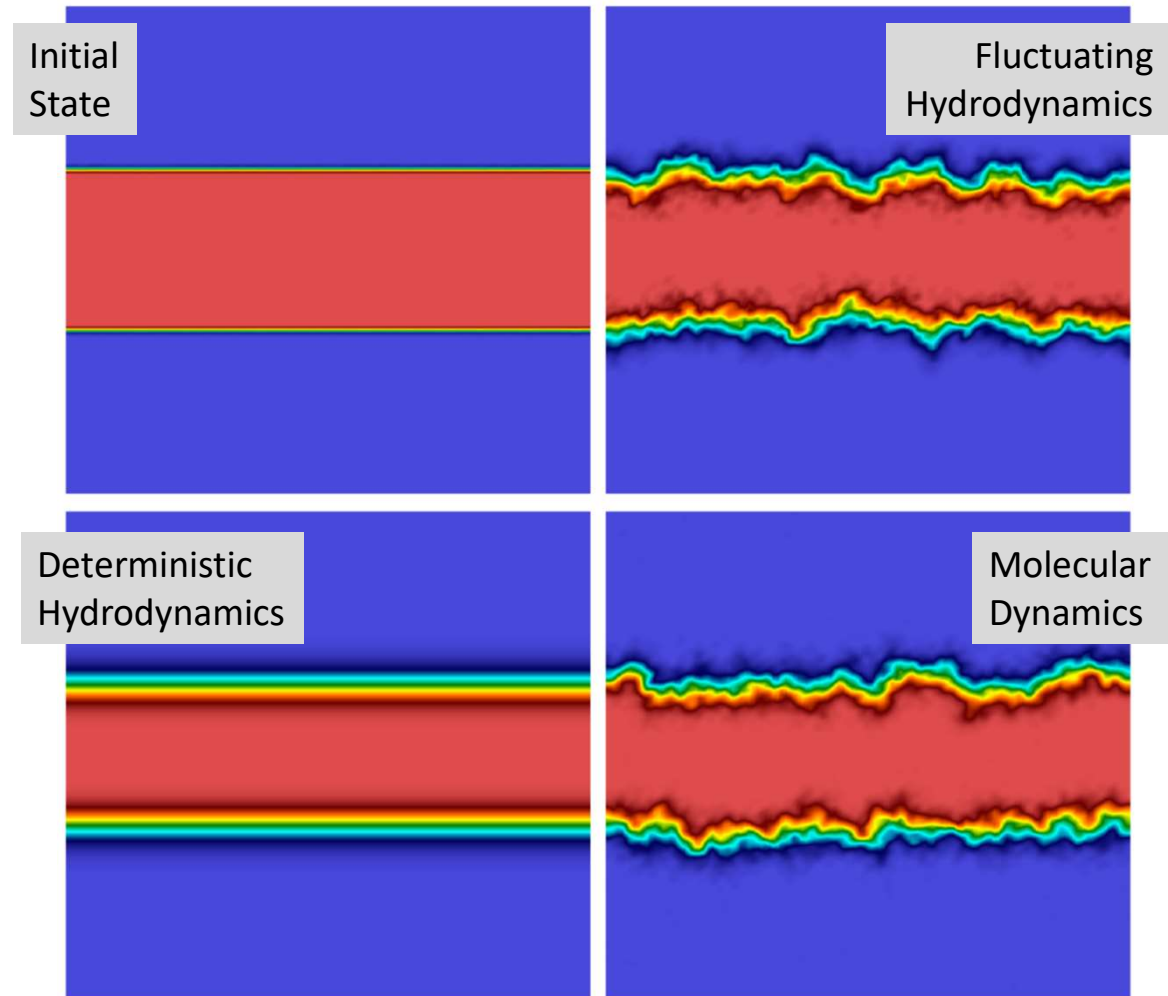 Initial
State
Fluctuating
Hydrodynamics
Deterministic
Hydrodynamics
Molecular
Dynamics